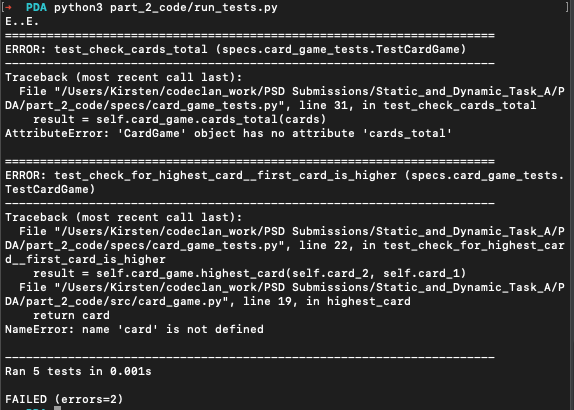 [→ PDA python3 part_2_code/run_tests.py ]
E..E.
======================================================================
ERROR: test_check_cards_total (specs.card_game_tests.TestCardGame)
----------------------------------------------------------------------
Traceback (most recent call last):
  File "/Users/Kirsten/codeclan_work/PSD Submissions/Static_and_Dynamic_Task_A/P
DA/part_2_code/specs/card_game_tests.py", line 31, in test_check_cards_total
    result = self.card_game.cards_total(cards)
AttributeError: 'CardGame' object has no attribute 'cards_total'

======================================================================
ERROR: test_check_for_highest_card__first_card_is_higher (specs.card_game_tests.
TestCardGame)
----------------------------------------------------------------------
Traceback (most recent call last):
  File "/Users/Kirsten/codeclan_work/PSD Submissions/Static_and_Dynamic_Task_A/P
DA/part_2_code/specs/card_game_tests.py", line 22, in test_check_for_highest_car
d__first_card_is_higher
    result = self.card_game.highest_card(self.card_2, self.card_1)
  File "/Users/Kirsten/codeclan_work/PSD Submissions/Static_and_Dynamic_Task_A/P
DA/part_2_code/src/card_game.py", line 19, in highest_card
    return card
NameError: name 'card' is not defined

----------------------------------------------------------------------
Ran 5 tests in 0.001s

FAILED (errors=2)